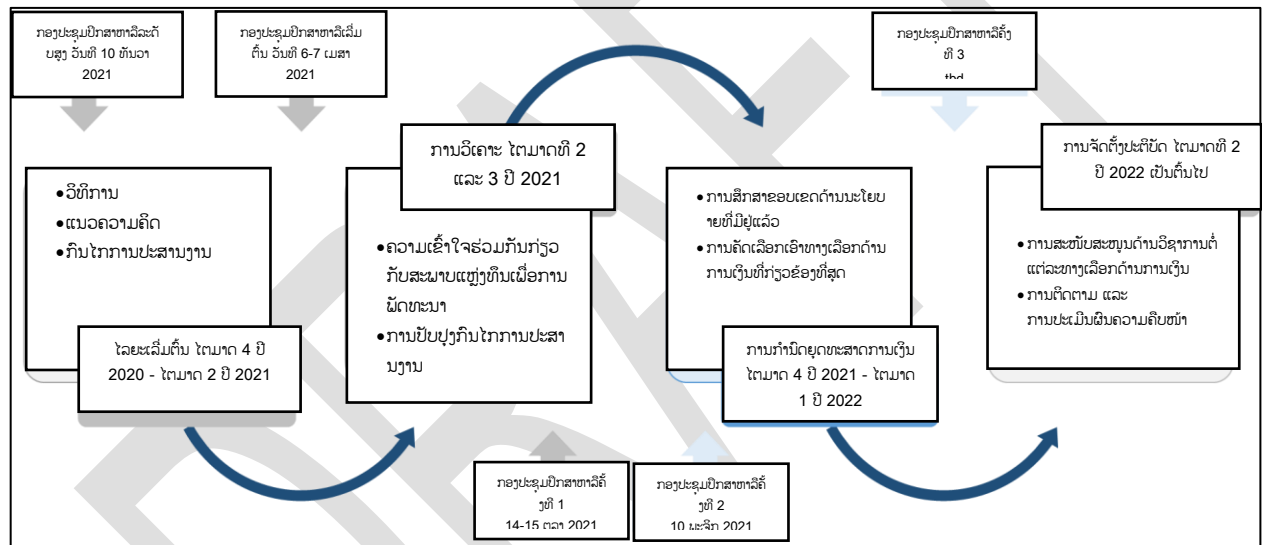 ກອງປະຊຸມປຶກສາຫາລືລະດັ
ບສູງ ວັນທີ 10 ທັນວາ
2021
ກອງປະຊຸມປຶກສາຫາລືເລີ່ມ
ຕົ້ນ ວັນທີ 6-7 ເມສາ
2021
ກອງປະຊຸມປຶກສາຫາລືຄັ້ງ
ທີ 3
tbd
ວິທີການ
ແນວຄວາມຄິດ
ກົນໄກການປະສານງານ
ໄລຍະເລີ່ມຕົ້ນ ໄຕມາດ 4 ປີ
2020 - ໄຕມາດ 2 ປີ 2021
ການວິເຄາະ ໄຕມາດທີ 2
ແລະ 3 ປີ 2021
ຄວາມເຂົ້າໃຈຮ່ວມກັນກ່ຽວ
ກັບສະພາບແຫຼ່ງທຶນເພື່ອການ
ພັດທະນາ
ການປັບປຸງກົນໄກການປະສາ
ນງານ
ການສຶກສາຂອບເຂດດ້ານນະໂຍບ
າຍທີ່ມີຢູ່ແລ້ວ
ການຄັດເລືອກເອົາທາງເລືອກດ້ານ
ການເງິນທີ່ກ່ຽວຂ້ອງທີ່ສຸດ
ການກຳນົດຍຸດທະສາດການເງິນ
ໄຕມາດ 4 ປີ 2021 - ໄຕມາດ
1 ປີ 2022
ການຈັດຕັ້ງປະຕິບັດ ໄຕມາດທີ 2
ປີ 2022 ເປັນຕົ້ນໄປ
ການສະໜັບສະໜູນດ້ານວິຊາການຕໍ່
ແຕ່ລະທາງເລືອກດ້ານການເງິນ
ການຕິດຕາມ ແລະ
ການປະເມີນຜົນຄວາມຄືບໜ້າ
ກອງປະຊຸມປຶກສາຫາລືຄັ້
ງທີ 1
14-15 ຕຸລາ 2021
ກອງປະຊຸມປຶກສາຫາລືຄັ້
ງທີ 2
10 ພະຈິກ 2021